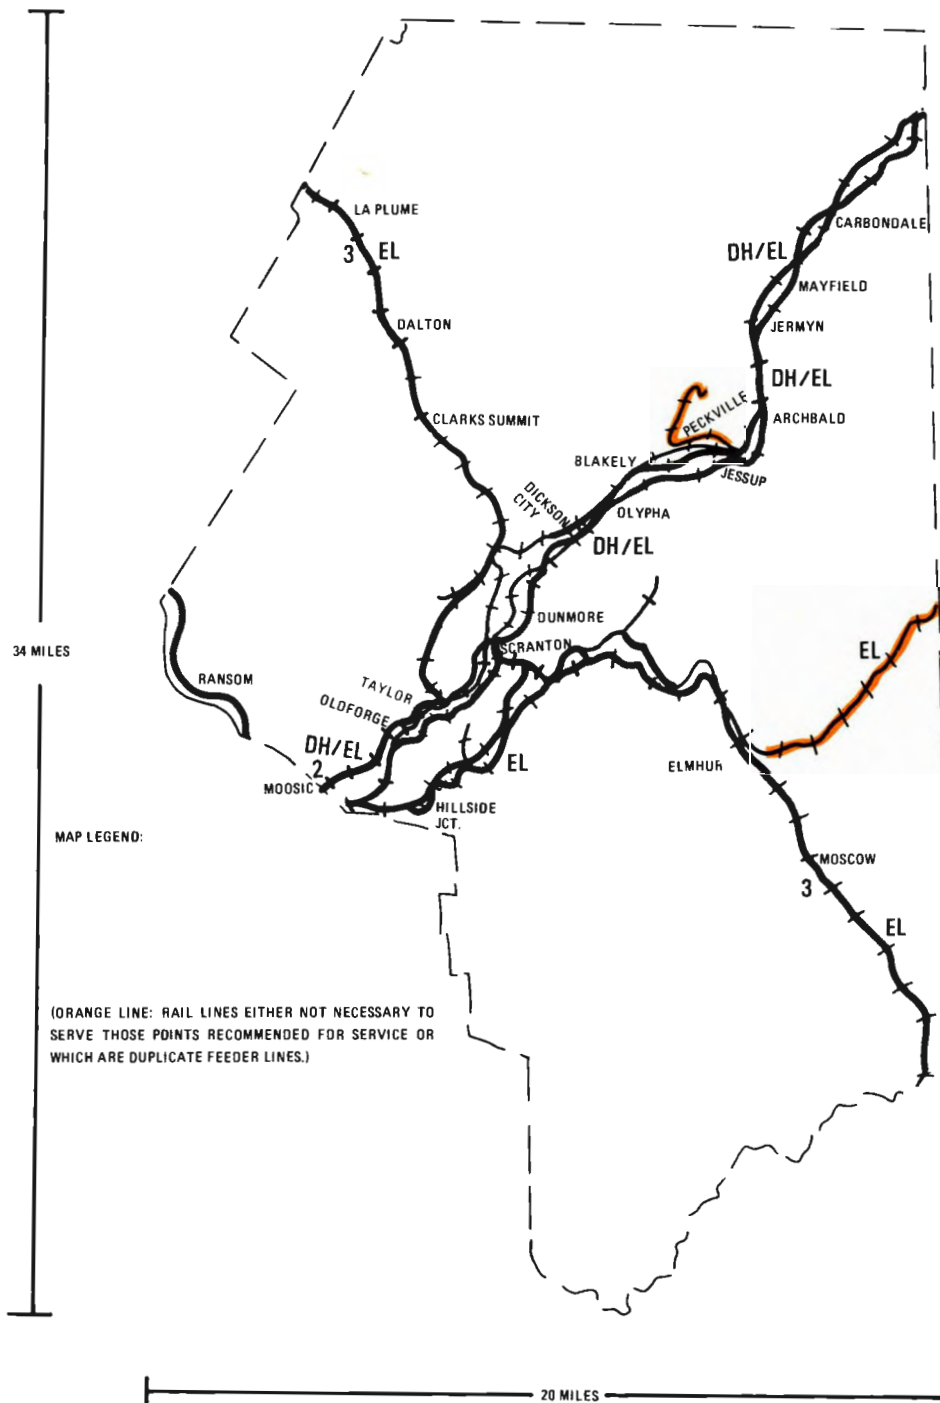 LA PLUME
3 EL
CARBONDALE
DH/EL
MAYFIELD
DALTON
JERMYN
DH/EL
ARCHBALD
PECKVILLE
CLARKS SUMMIT
BLAKELY
JESSUP
DICKSON
CITY
OLYPHA
DH/EL
DUNMORE
SCRANTON
34 MILES
EL
RANSOM
TAYLOR
OLDFORGE
DH/EL
2
MOOSIC
EL
ELMHUR
HILLSIDE
JCT.
MAP LEGEND:
MOSCOW
3
EL
(ORANGE LINE: RAIL LINES EITHER NOT NECESSARY TO
SERVE THOSE POINTS RECOMMENDED FOR SERVICE OR
WHICH ARE DUPLICATE FEEDER LINES.)
20 MILES